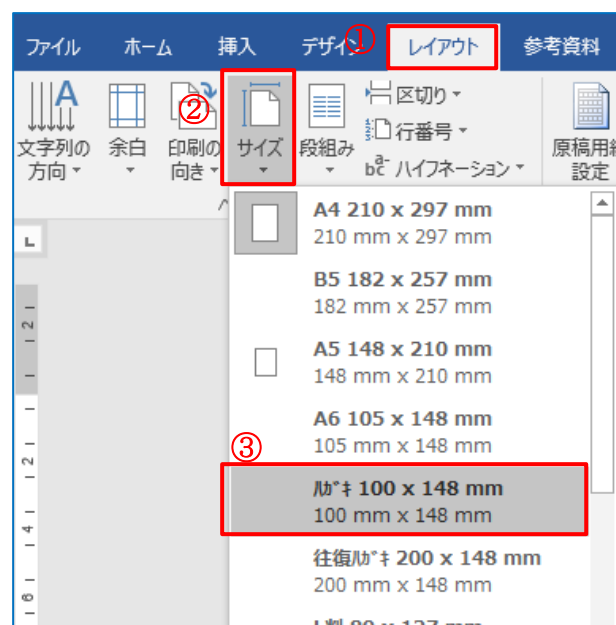 ファイル ホーム 挿入 デザイン ① レイアウト 参考資料
②
文字列の方向 余白 印刷の向き サイズ 段組み
区切り
行番号
bc ハイフネーション
原稿用紙設定
A4 210 x 297 mm
210 mm x 297 mm
B5 182 x 257 mm
182 mm x 257 mm
A5 148 x 210 mm
148 mm x 210 mm
A6 105 x 148 mm
105 mm x 148 mm
③
ﾊｶﾞｷ 100 x 148 mm
100 mm x 148 mm
往復ﾊｶﾞｷ 200 x 148 mm
200 mm x 148 mm
L
2
2
4
6